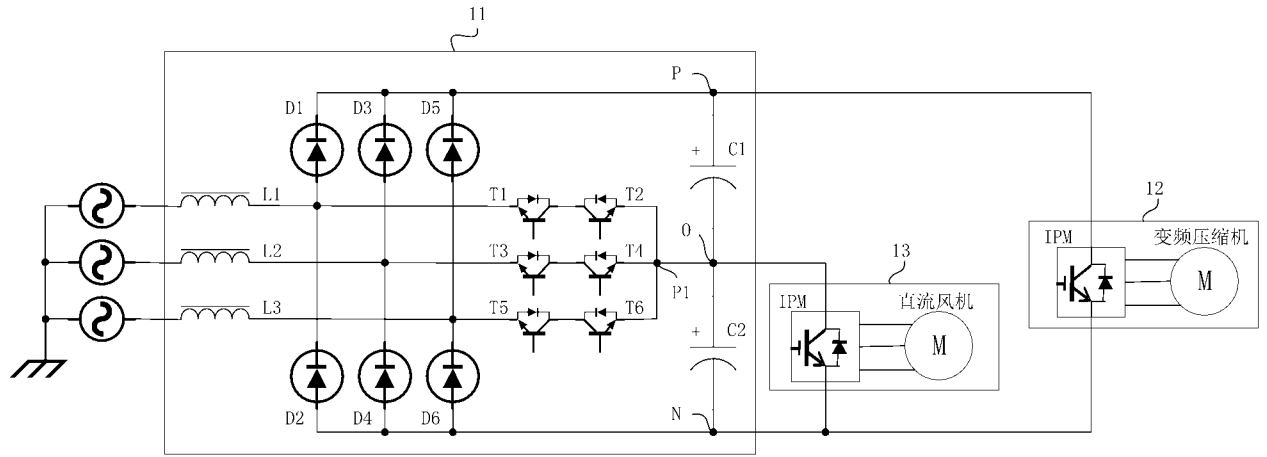 11
P
D1 D3 D5
+ C1
L1 T1 T2
12
IPM 变频压缩机
M
O
L2 T3 T4
13
P1
IPM 直流风机
M
L3 T5 T6
+ C2
D2 D4 D6
N